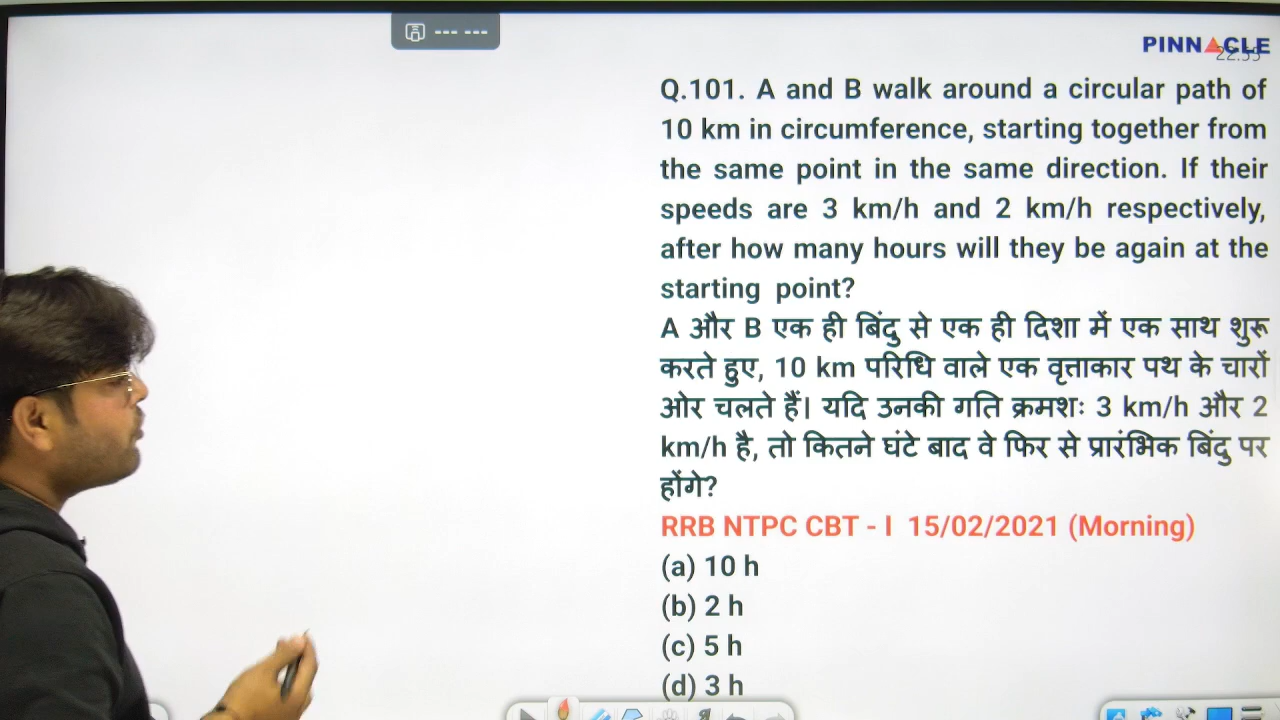 --- ---
PINNACLE
22:55
Q.101. A and B walk around a circular path of
10 km in circumference, starting together from
the same point in the same direction. If their
speeds are 3 km/h and 2 km/h respectively,
after how many hours will they be again at the
starting point?
A और B एक ही बिंदु से एक ही दिशा में एक साथ शुरू
करते हुए, 10 km परिधि वाले एक वृत्ताकार पथ के चारों
ओर चलते हैं। यदि उनकी गति क्रमशः 3 km/h और 2
km/h है, तो कितने घंटे बाद वे फिर से प्रारंभिक बिंदु पर
होंगे?
RRB NTPC CBT - I 15/02/2021 (Morning)
(a) 10 h
(b) 2 h
(c) 5 h
(d) 3 h